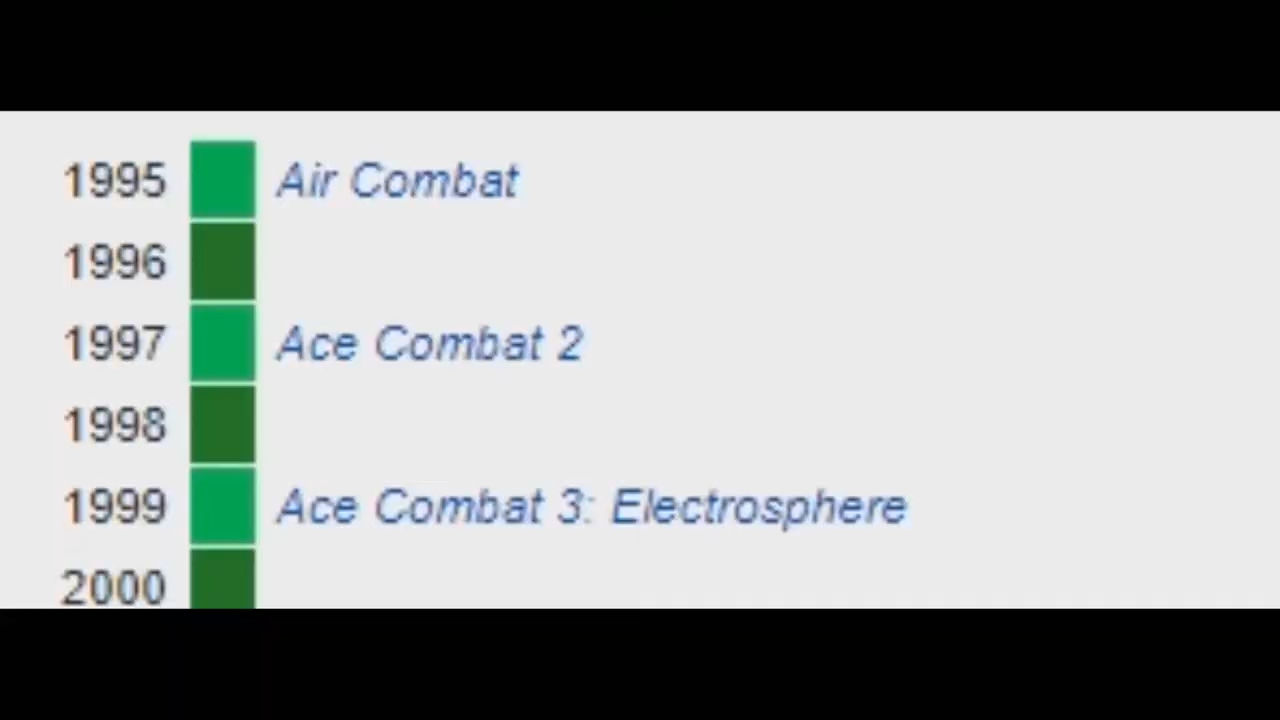 1995 Air Combat
1996
1997 Ace Combat 2
1998
1999 Ace Combat 3: Electrosphere
2000